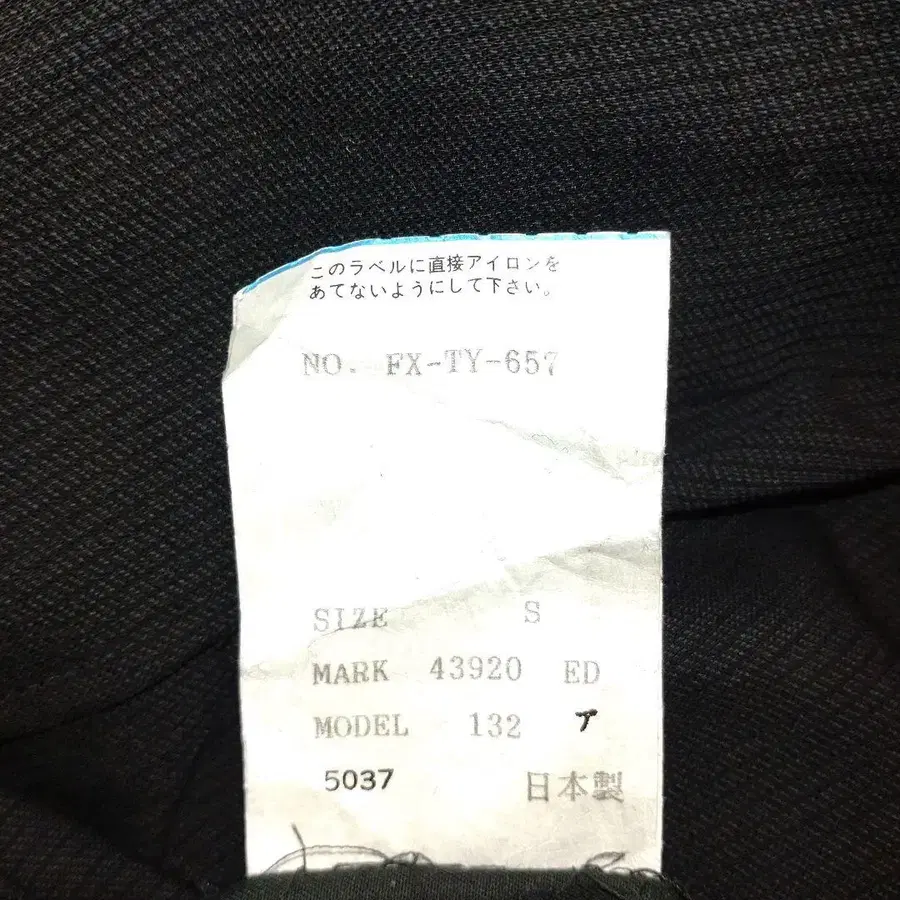 このラベルに直接アイロンを
あてないようにして下さい。
NO. FX-TY-657
SIZE S
MARK 43920 ED
MODEL 132 ア
5037 日本製